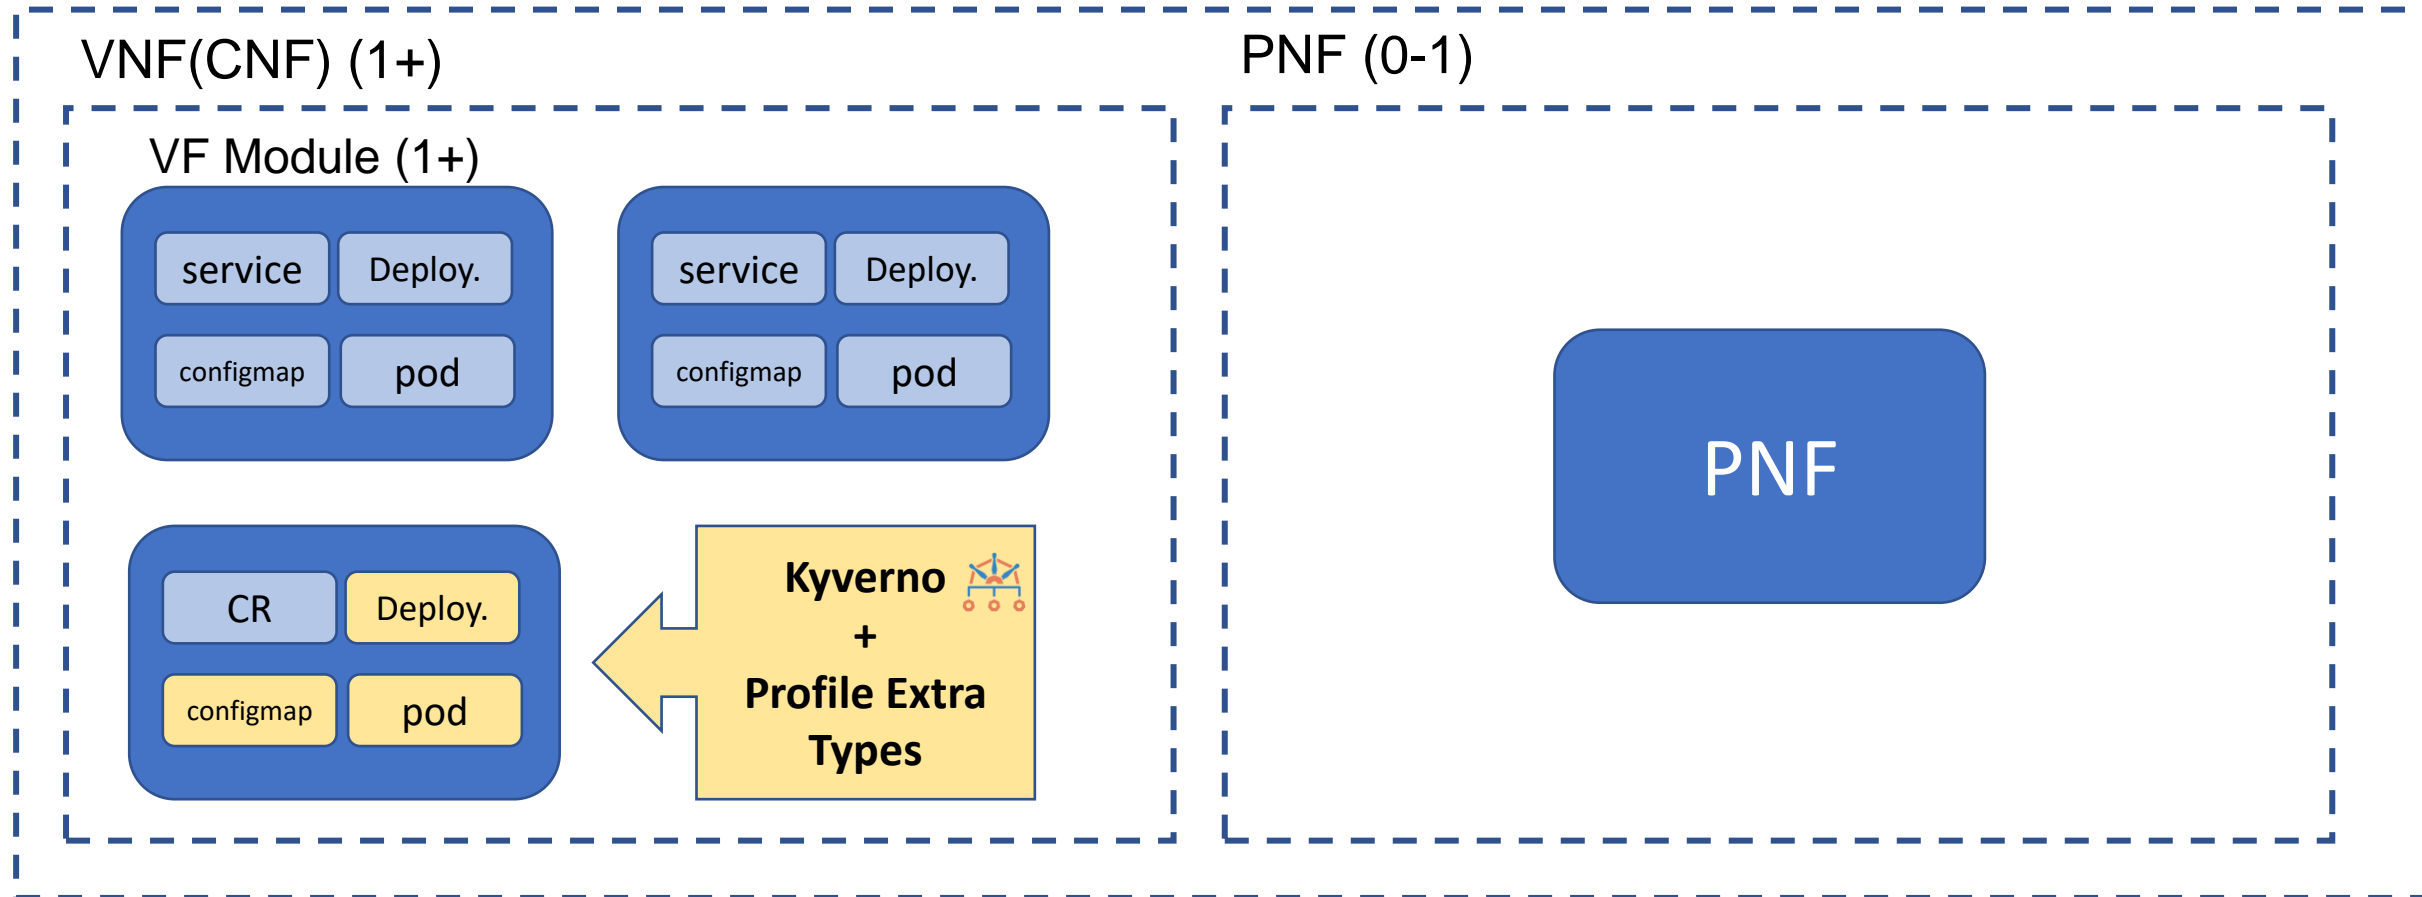 VNF(CNF) (1+)
VF Module (1+)
service
Deploy.
configmap
pod
service
Deploy.
configmap
pod
CR
Deploy.
configmap
pod
Kyverno
+
Profile Extra
Types
PNF (0-1)
PNF